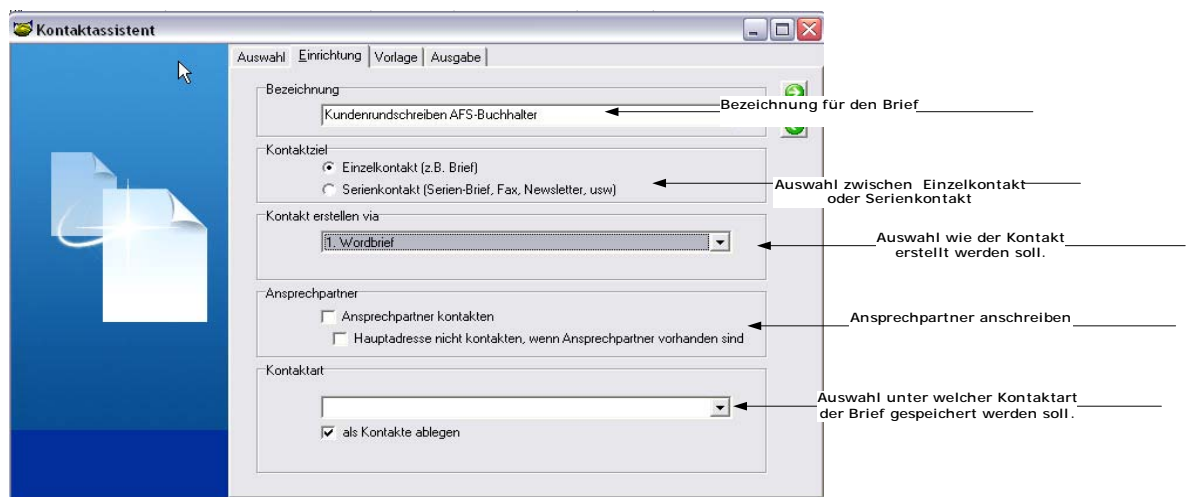 Kontaktassistent
Auswahl Einrichtung Vorlage Ausgabe
Bezeichnung
Kundenrundschreiben AFS-Buchhalter
Bezeichnung für den Brief
Kontaktziel
Einzelkontakt (z.B. Brief)
Serienkontakt (Serien-Brief, Fax, Newsletter, usw)
Auswahl zwischen Einzelkontakt
oder Serienkontakt
Kontakt erstellen via
1. Wordbrief
Auswahl wie der Kontakt
erstellt werden soll.
Ansprechpartner
Ansprechpartner kontakten
Hauptadresse nicht kontakten, wenn Ansprechpartner vorhanden sind
Ansprechpartner anschreiben
Kontaktart
Auswahl unter welcher Kontaktart
der Brief gespeichert werden soll.
als Kontakte ablegen